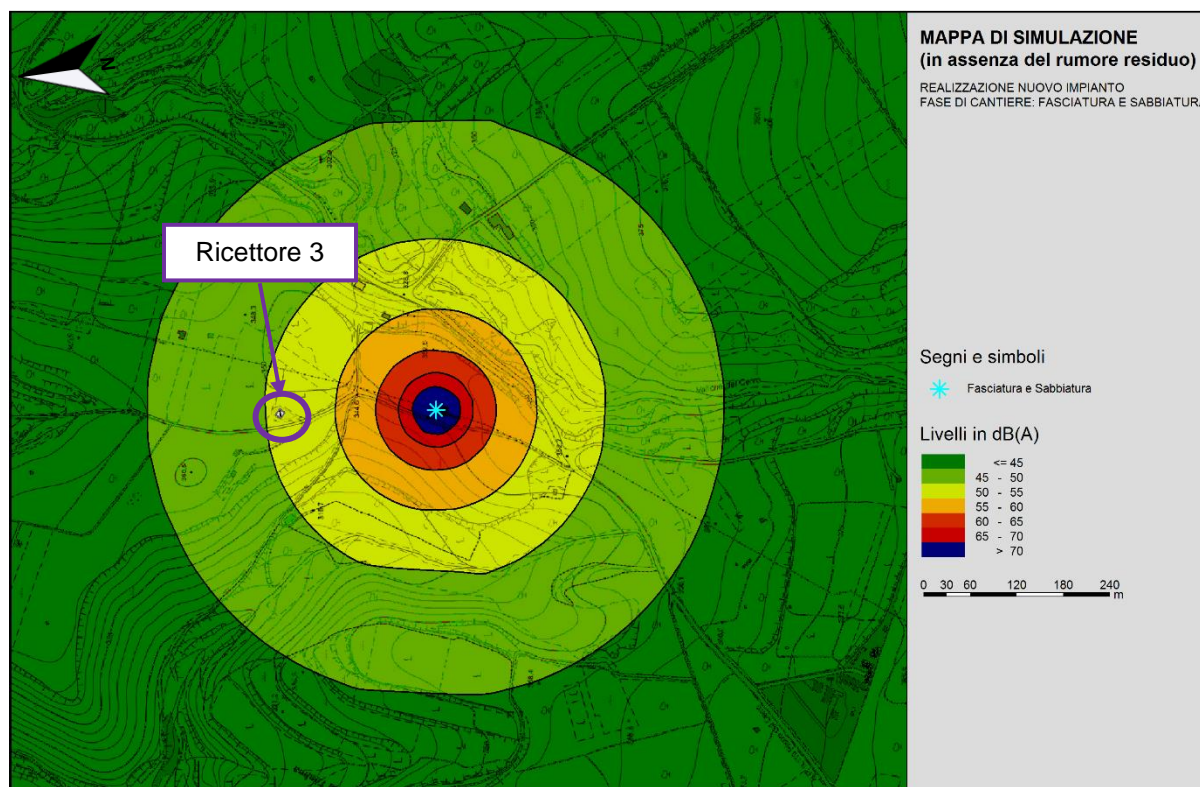 MAPPA DI SIMULAZIONE
(in assenza del rumore residuo)
REALIZZAZIONE NUOVO IMPIANTO
FASE DI CANTIERE: FASCIATURA E SABBIATURA
N
Ricettore 3
Segni e simboli
Fasciatura e Sabbiatura
Livelli in dB(A)
<= 45
45 - 50
50 - 55
55 - 60
60 - 65
65 - 70
> 70
0 30 60 120 180 240
m